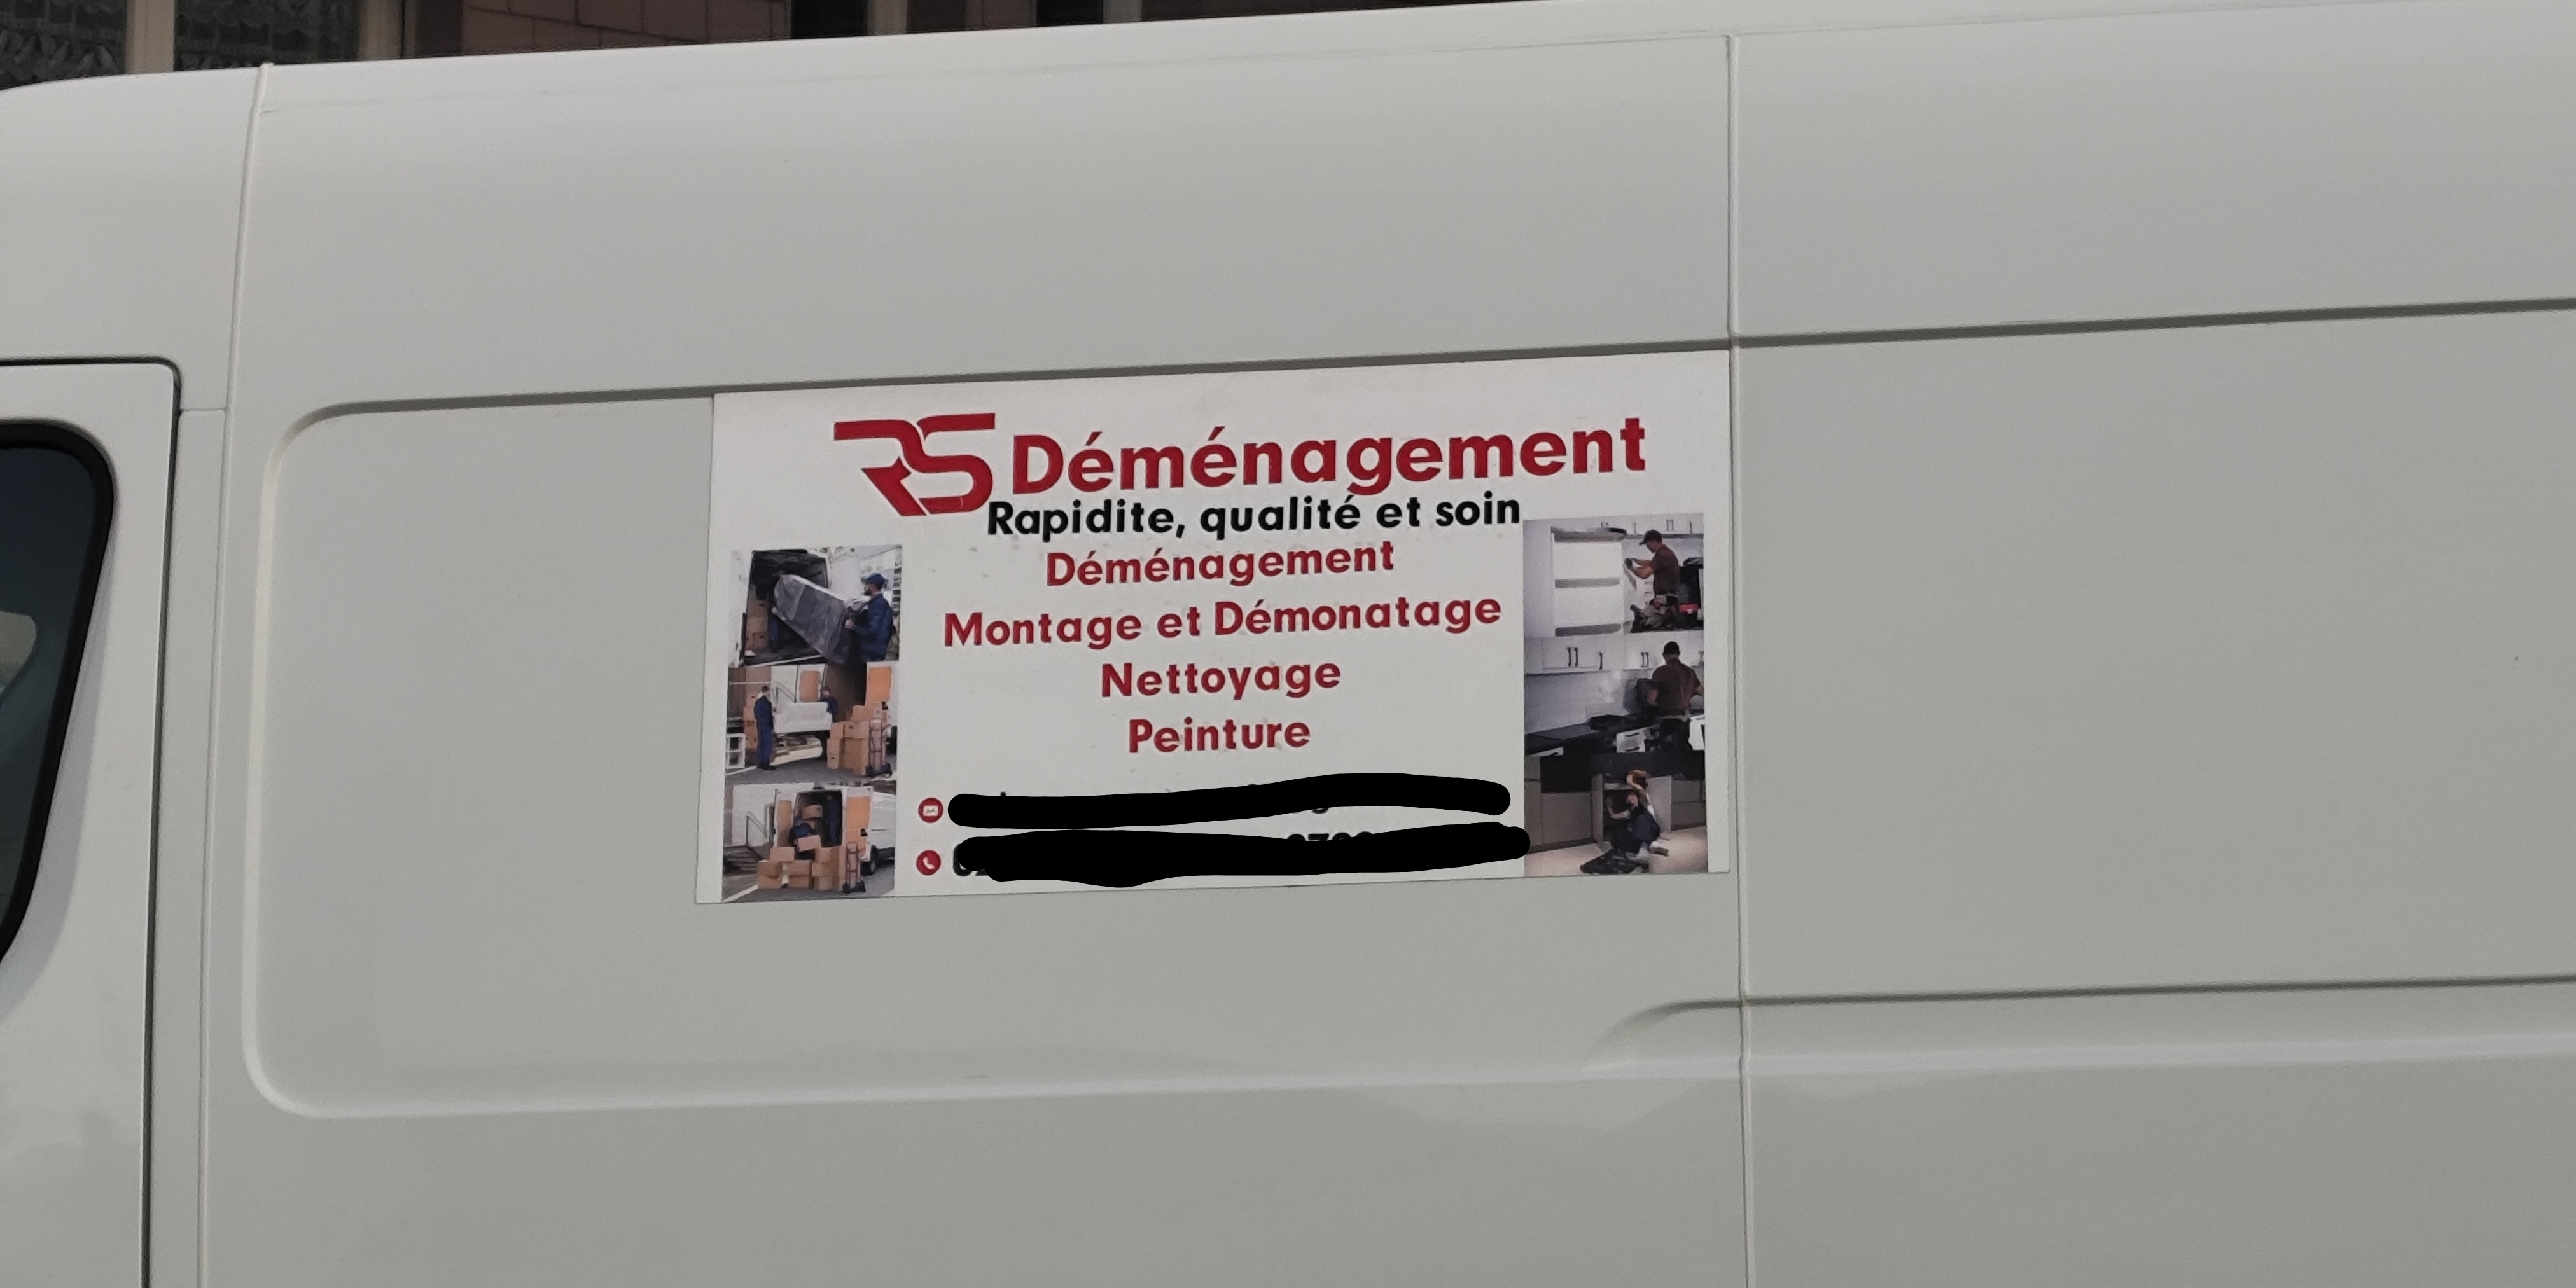 RS Déménagement
Rapidite, qualité et soin
Déménagement
Montage et Démonatage
Nettoyage
Peinture